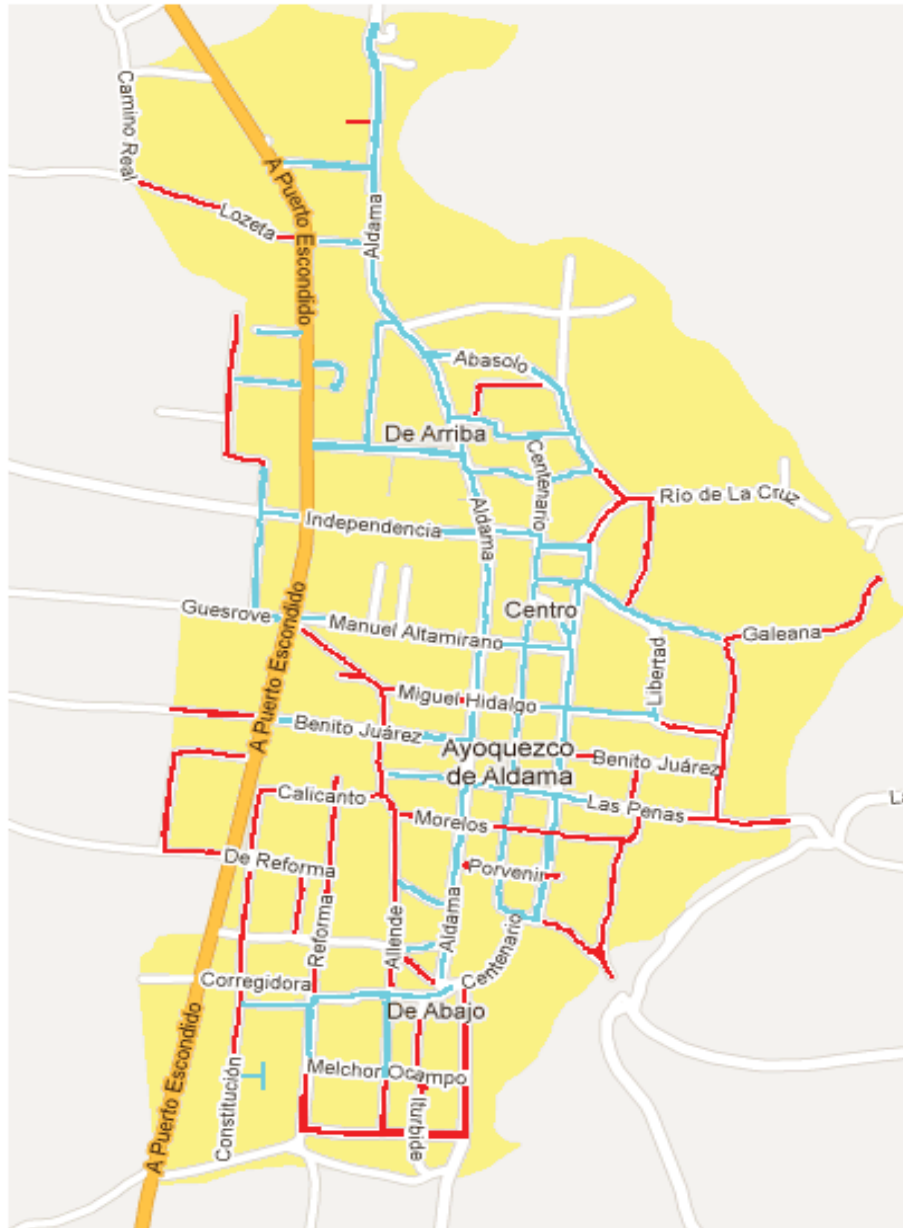 Camino Real
A Puerto Escondido
Lozeta
Aldama
Abasolo
De Arriba
Centenario
Rio de La Cruz
Independencia
Aldama
Guesrove
A Puerto Escondido
Manuel Altamirano
Centro
Galeana
Libertad
Miguel Hidalgo
Benito Juárez
Ayoquezco
de Aldama
Benito Juárez
Calicanto
Las Penas
La
Morelos
De Reforma
Porvenir
Reforma
Allende
Aldama
Centenario
Corregidora
De Abajo
Constitución
Melchor Ocampo
Iturbide
A Puerto Escondido